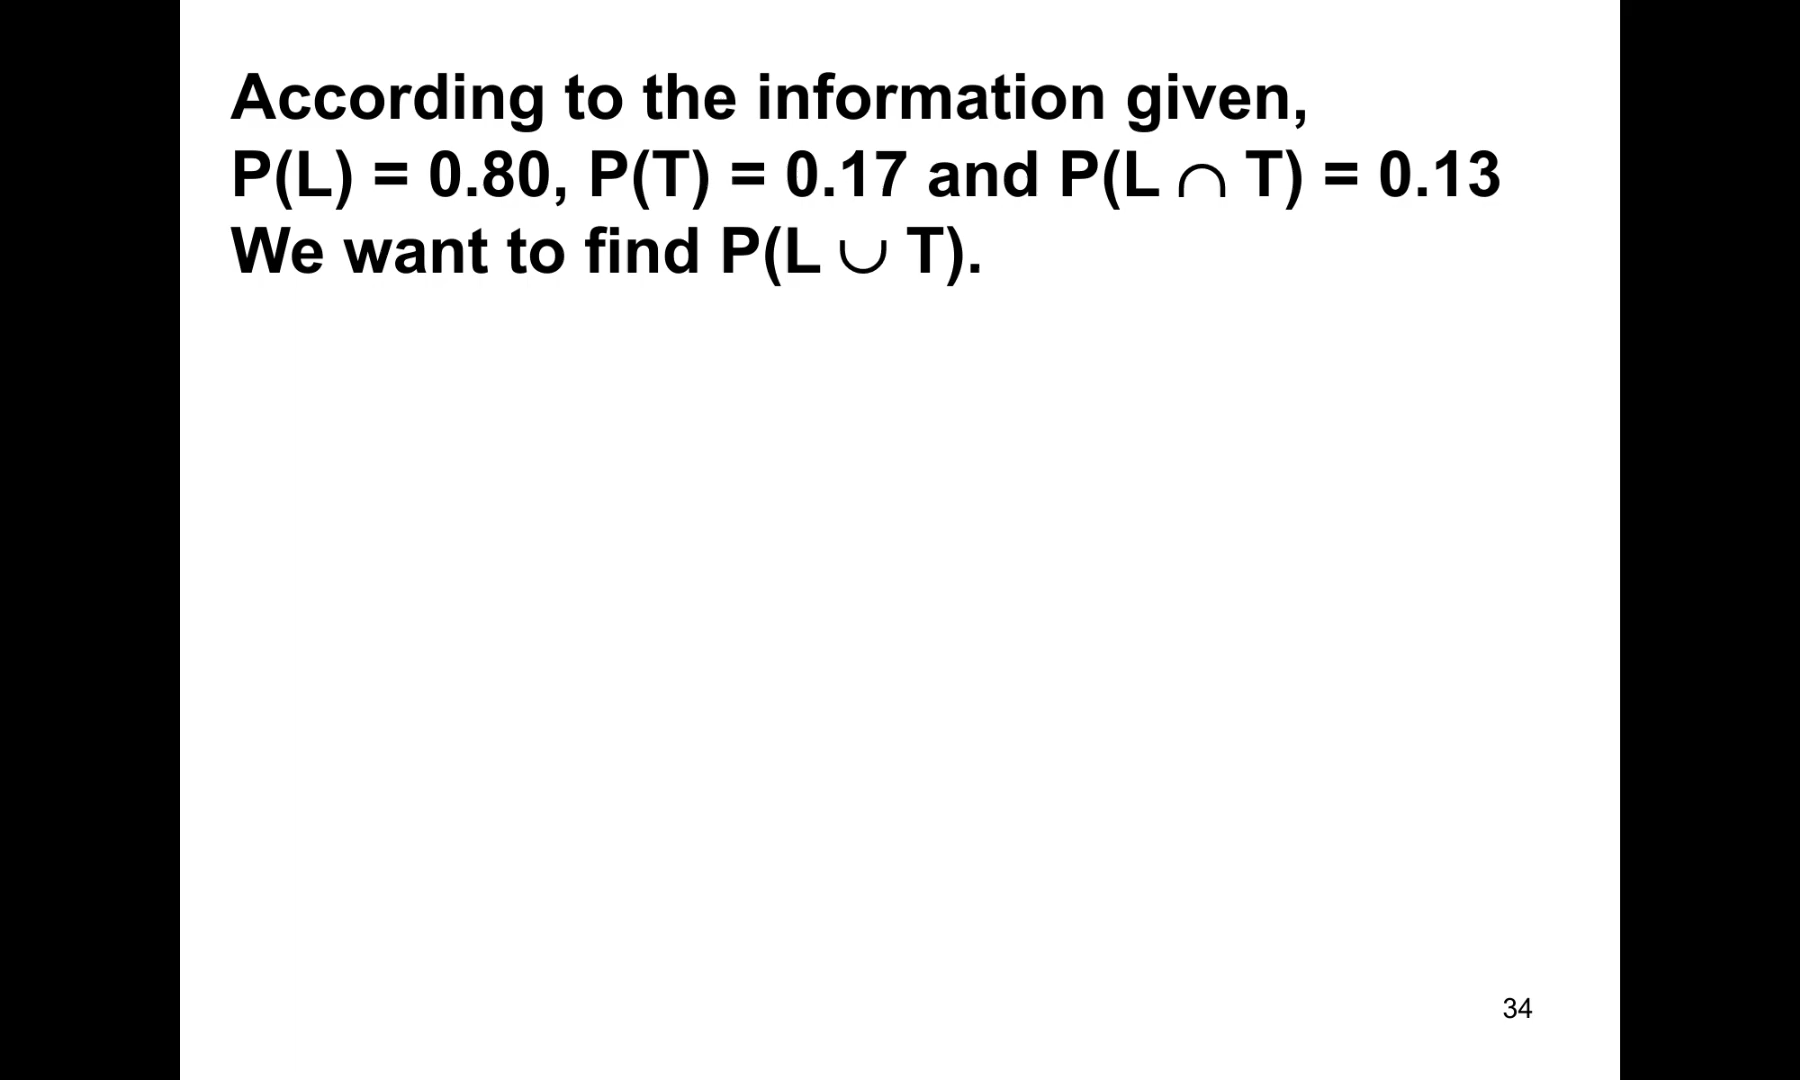 According to the information given,
P(L) = 0.80, P(T) = 0.17 and P(L ∩ T) = 0.13
We want to find P(L ∪ T).
34